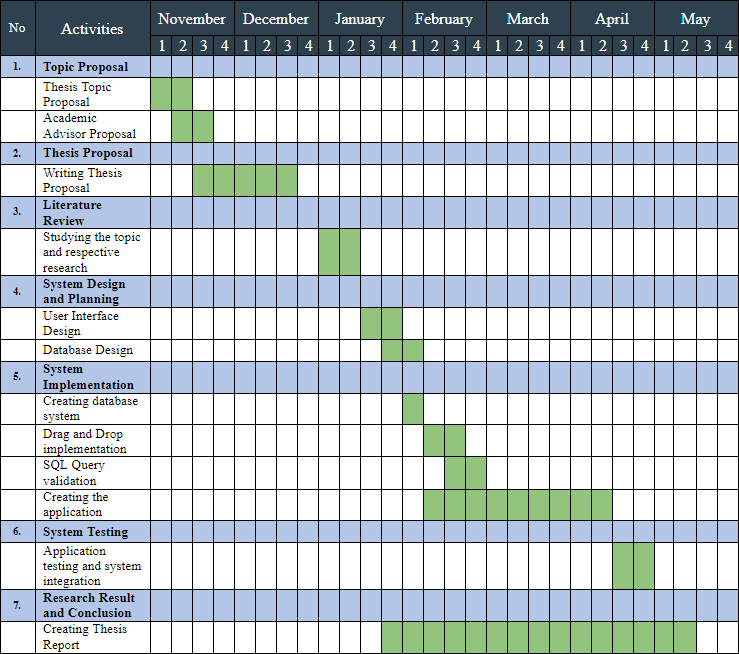 No Activities November December January February March April May
1 2 3 4 1 2 3 4 1 2 3 4 1 2 3 4 1 2 3 4 1 2 3 4 1 2 3 4
1. Topic Proposal
Thesis Topic
Proposal
Academic
Advisor Proposal
2. Thesis Proposal
Writing Thesis
Proposal
3. Literature
Review
Studying the topic
and respective
research
4. System Design
and Planning
User Interface
Design
Database Design
5. System
Implementation
Creating database
system
Drag and Drop
implementation
SQL Query
validation
Creating the
application
6. System Testing
Application
testing and system
integration
7. Research Result
and Conclusion
Creating Thesis
Report